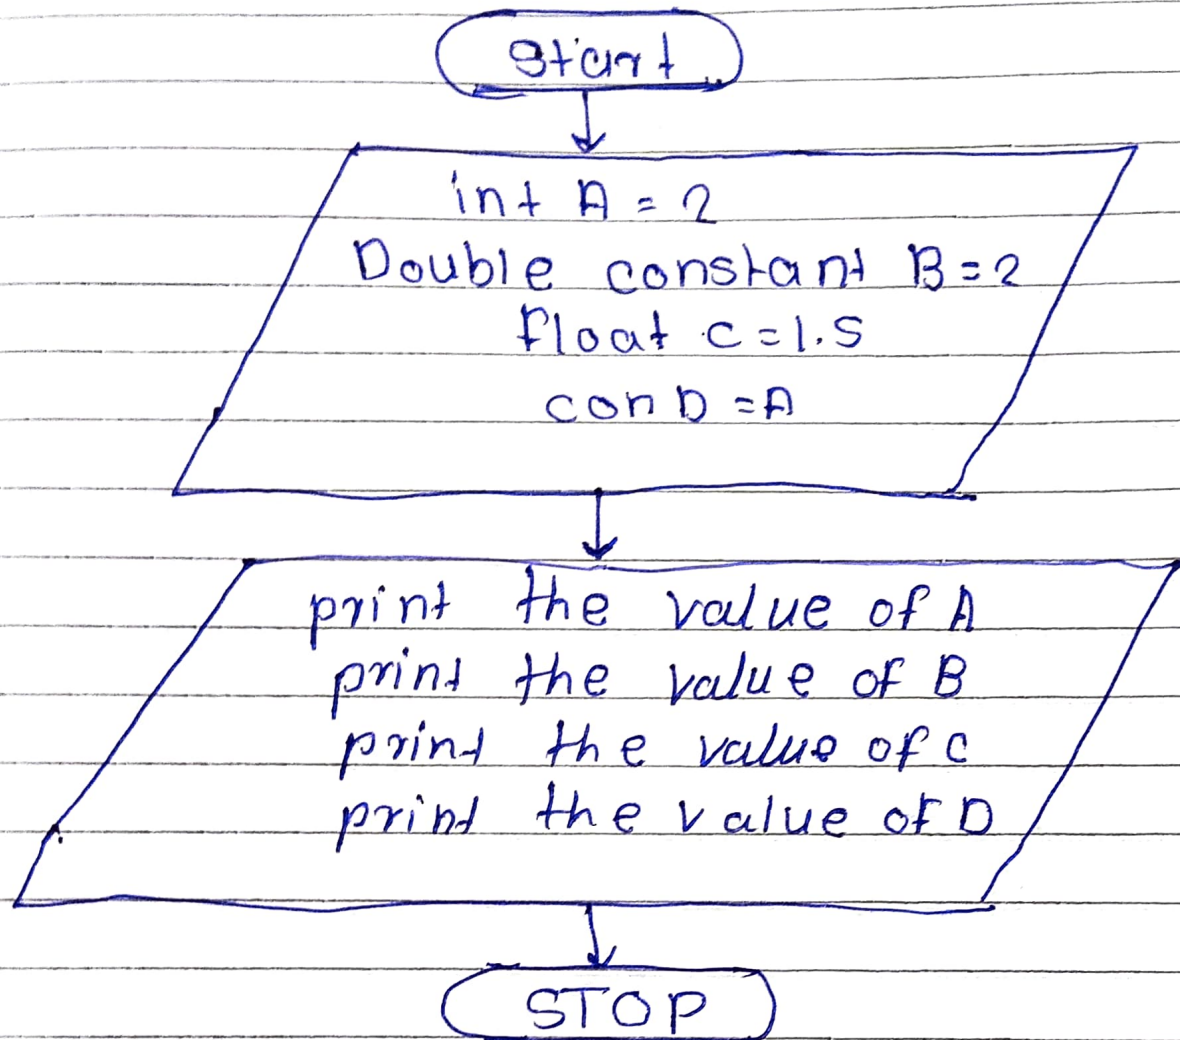 Start
int A = 2
Double constant B = 2
float c = 1.5
con D = A
print the value of A
print the value of B
print the value of c
print the value of D
STOP